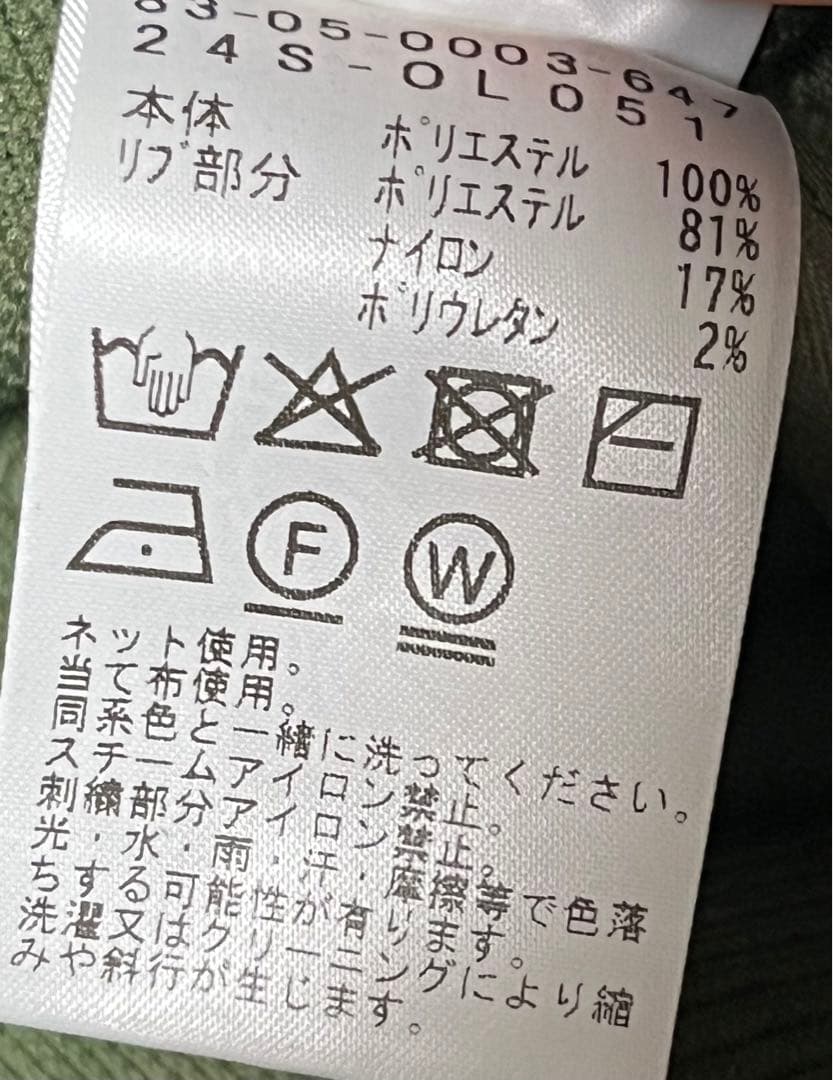 83-05-0003-647
24S-OL051
本体 ポリエステル 100%
リブ部分 ポリエステル 81%
ナイロン 17%
ポリウレタン 2%
F
W
ネット使用。
当て布使用。
同系色と一緒に洗ってください。
スチームアイロン禁止。
刺繍部分アイロン禁止。
光・水・雨・汗・摩擦等で色落
ちする可能性が有ります。
洗濯又はクリーニングにより縮
みや斜行が生じます。